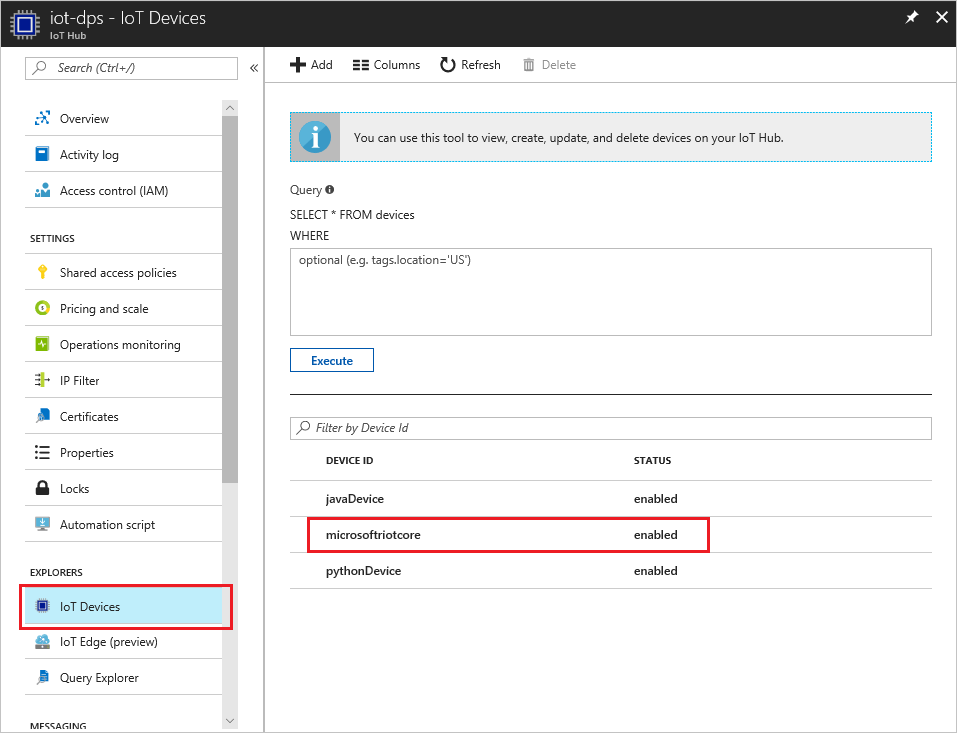 iot-dps - IoT Devices
IoT Hub
Search (Ctrl+/)
Overview
Activity log
Access control (IAM)
SETTINGS
Shared access policies
Pricing and scale
Operations monitoring
IP Filter
Certificates
Properties
Locks
Automation script
EXPLORERS
IoT Devices
IoT Edge (preview)
Query Explorer
MESSAGING
Add Columns Refresh Delete
You can use this tool to view, create, update, and delete devices on your IoT Hub.
Query
SELECT * FROM devices
WHERE
optional (e.g. tags.location='US')
Execute
Filter by Device Id
DEVICE ID STATUS
javaDevice enabled
microsoftriotcore enabled
pythonDevice enabled